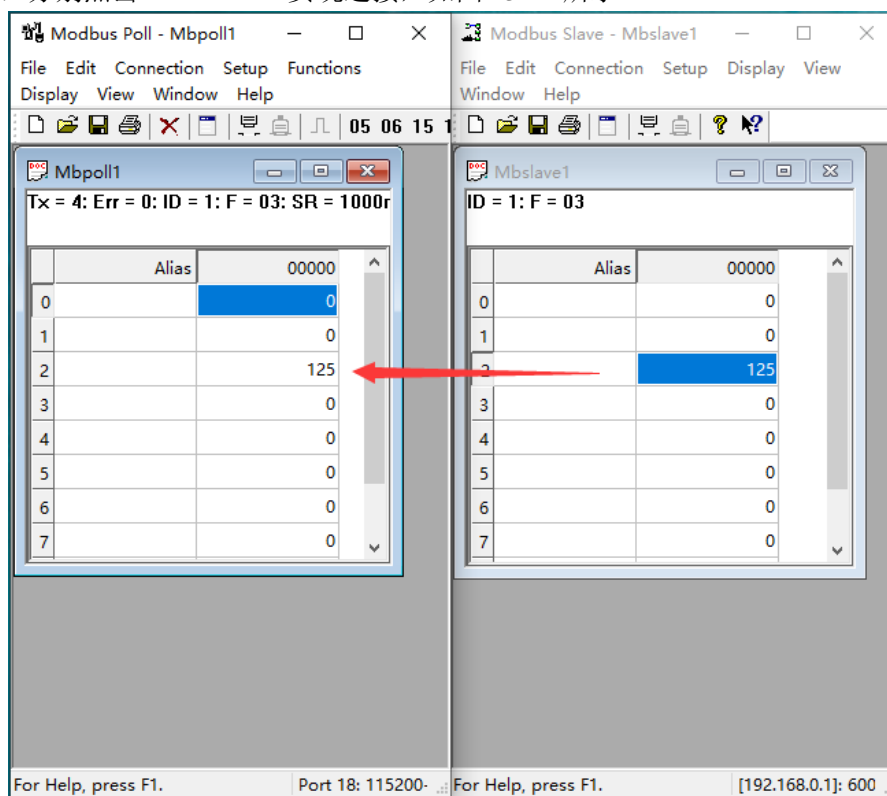 Modbus Poll - Mbpoll1
File Edit Connection Setup Functions
Display View Window Help
05 06 15 1
Mbpoll1
Tx = 4: Err = 0: ID = 1: F = 03: SR = 1000r
Alias 00000
0 0
1 0
2 125
3 0
4 0
5 0
6 0
7 0
For Help, press F1. Port 18: 115200-
Modbus Slave - Mbslave1
File Edit Connection Setup Display View
Window Help
Mbslave1
ID = 1: F = 03
Alias 00000
0 0
1 0
2 125
3 0
4 0
5 0
6 0
7 0
For Help, press F1. [192.168.0.1]: 600